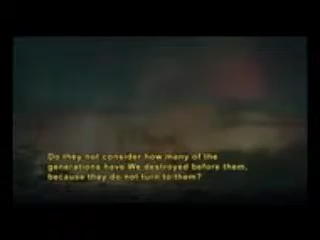 Do they not consider how many of the
generations have We destroyed before them,
because they do not turn to them?